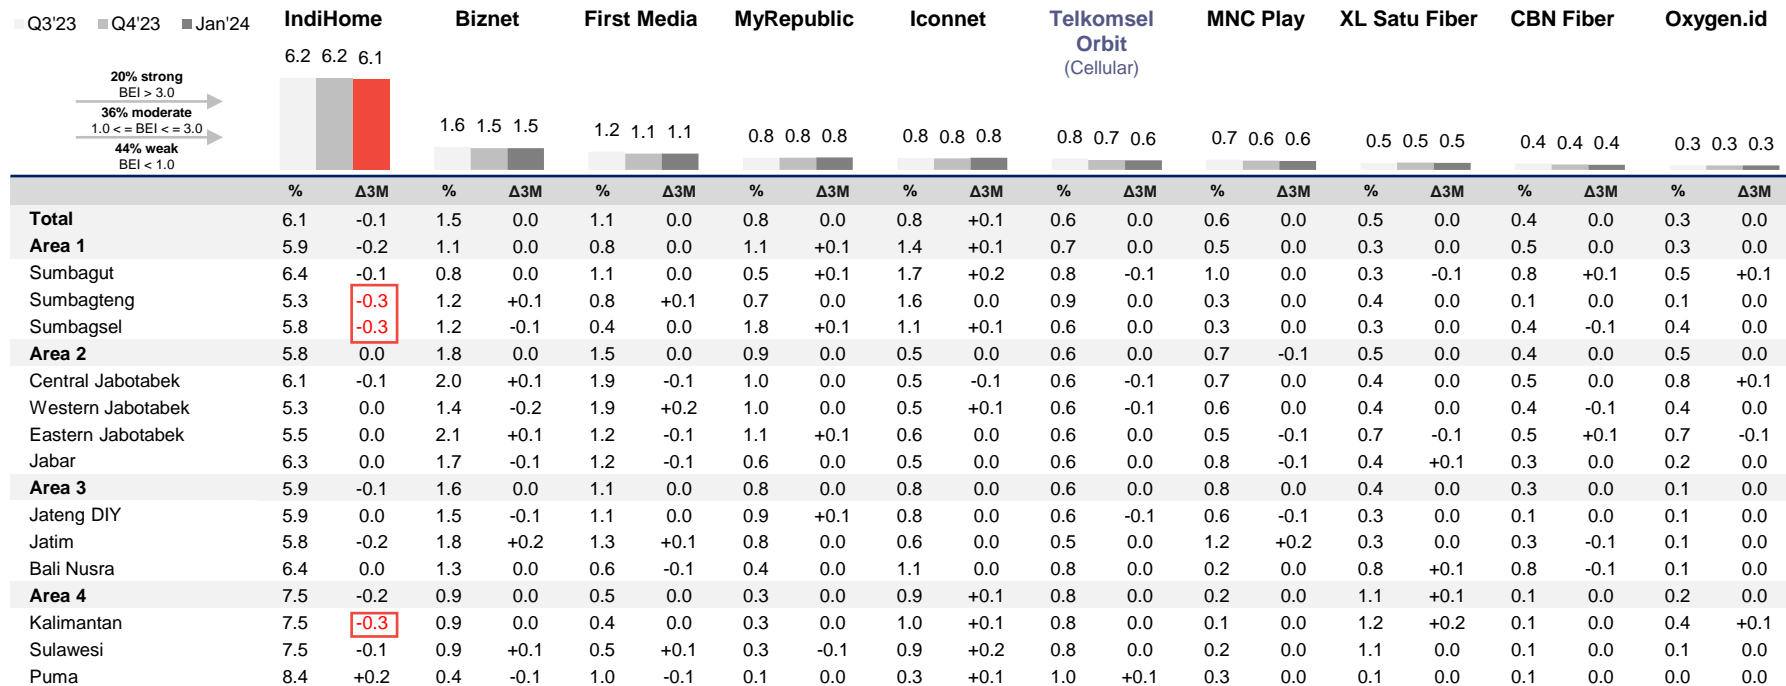 Q3'23 Q4'23 Jan'24 IndiHome Biznet First Media MyRepublic Iconnet Telkomsel Orbit (Cellular) MNC Play XL Satu Fiber CBN Fiber Oxygen.id
6.2 6.2 6.1
20% strong
BEI > 3.0
36% moderate
1.0 < = BEI < = 3.0
44% weak
BEI < 1.0
1.6 1.5 1.5 1.2 1.1 1.1 0.8 0.8 0.8 0.8 0.8 0.8 0.8 0.7 0.6 0.7 0.6 0.6 0.5 0.5 0.5 0.4 0.4 0.4 0.3 0.3 0.3
% Δ3M % Δ3M % Δ3M % Δ3M % Δ3M % Δ3M % Δ3M % Δ3M % Δ3M % Δ3M
Total 6.1 -0.1 1.5 0.0 1.1 0.0 0.8 0.0 0.8 +0.1 0.6 0.0 0.6 0.0 0.5 0.0 0.4 0.0 0.3 0.0
Area 1 5.9 -0.2 1.1 0.0 0.8 0.0 1.1 +0.1 1.4 +0.1 0.7 0.0 0.5 0.0 0.3 0.0 0.5 0.0 0.3 0.0
Sumbagut 6.4 -0.1 0.8 0.0 1.1 0.0 0.5 +0.1 1.7 +0.2 0.8 -0.1 1.0 0.0 0.3 -0.1 0.8 +0.1 0.5 +0.1
Sumbagteng 5.3 -0.3 1.2 +0.1 0.8 +0.1 0.7 0.0 1.6 0.0 0.9 0.0 0.3 0.0 0.4 0.0 0.1 0.0 0.1 0.0
Sumbagsel 5.8 -0.3 1.2 -0.1 0.4 0.0 1.8 +0.1 1.1 +0.1 0.6 0.0 0.3 0.0 0.3 0.0 0.4 -0.1 0.4 0.0
Area 2 5.8 0.0 1.8 0.0 1.5 0.0 0.9 0.0 0.5 0.0 0.6 0.0 0.7 -0.1 0.5 0.0 0.4 0.0 0.5 0.0
Central Jabotabek 6.1 -0.1 2.0 +0.1 1.9 -0.1 1.0 0.0 0.5 -0.1 0.6 -0.1 0.7 0.0 0.4 0.0 0.5 0.0 0.8 +0.1
Western Jabotabek 5.3 0.0 1.4 -0.2 1.9 +0.2 1.0 0.0 0.5 +0.1 0.6 -0.1 0.6 0.0 0.4 0.0 0.4 -0.1 0.4 0.0
Eastern Jabotabek 5.5 0.0 2.1 +0.1 1.2 -0.1 1.1 +0.1 0.6 0.0 0.6 0.0 0.5 -0.1 0.7 -0.1 0.5 +0.1 0.7 -0.1
Jabar 6.3 0.0 1.7 -0.1 1.2 -0.1 0.6 0.0 0.5 0.0 0.6 0.0 0.8 -0.1 0.4 +0.1 0.3 0.0 0.2 0.0
Area 3 5.9 -0.1 1.6 0.0 1.1 0.0 0.8 0.0 0.8 0.0 0.6 0.0 0.8 0.0 0.4 0.0 0.3 0.0 0.1 0.0
Jateng DIY 5.9 0.0 1.5 -0.1 1.1 0.0 0.9 +0.1 0.8 0.0 0.6 -0.1 0.6 -0.1 0.3 0.0 0.1 0.0 0.1 0.0
Jatim 5.8 -0.2 1.8 +0.2 1.3 +0.1 0.8 0.0 0.6 0.0 0.5 0.0 1.2 +0.2 0.3 0.0 0.3 -0.1 0.1 0.0
Bali Nusra 6.4 0.0 1.3 0.0 0.6 -0.1 0.4 0.0 1.1 0.0 0.8 0.0 0.2 0.0 0.8 +0.1 0.8 -0.1 0.1 0.0
Area 4 7.5 -0.2 0.9 0.0 0.5 0.0 0.3 0.0 0.9 +0.1 0.8 0.0 0.2 0.0 1.1 +0.1 0.1 0.0 0.2 0.0
Kalimantan 7.5 -0.3 0.9 0.0 0.4 0.0 0.3 0.0 1.0 +0.1 0.8 0.0 0.1 0.0 1.2 +0.2 0.1 0.0 0.4 +0.1
Sulawesi 7.5 -0.1 0.9 +0.1 0.5 +0.1 0.3 -0.1 0.9 +0.2 0.8 0.0 0.2 0.0 1.1 0.0 0.1 0.0 0.1 0.0
Puma 8.4 +0.2 0.4 -0.1 1.0 -0.1 0.1 0.0 0.3 +0.1 1.0 +0.1 0.3 0.0 0.1 0.0 0.1 0.0 0.0 0.0